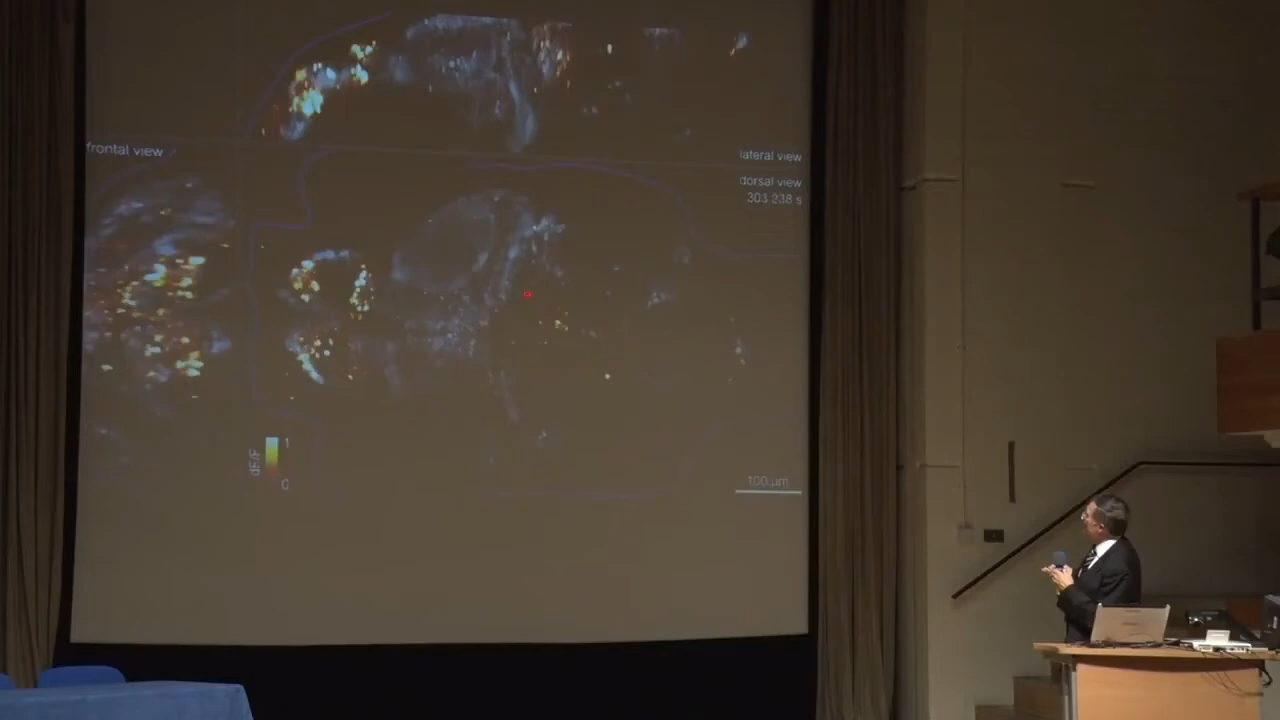 frontal view
lateral view
dorsal view
303 238 s
dF/F
1
0
100 µm